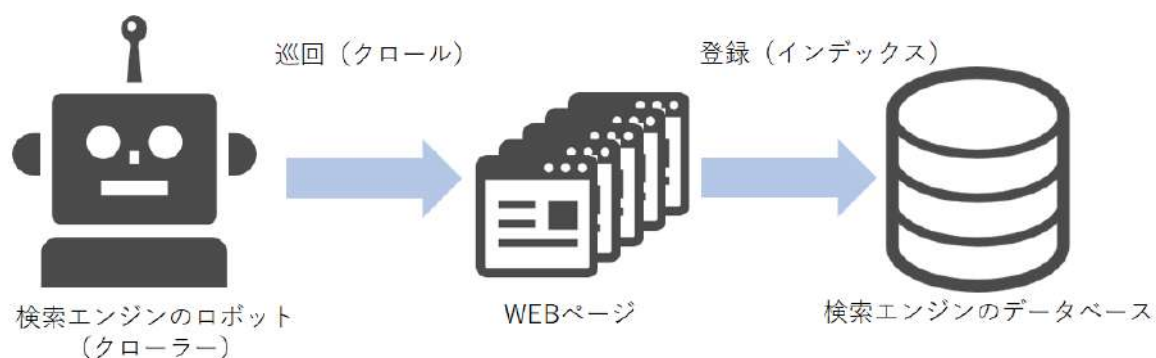 巡回（クロール）
登録（インデックス）
検索エンジンのロボット
（クローラー）
WEBページ
検索エンジンのデータベース